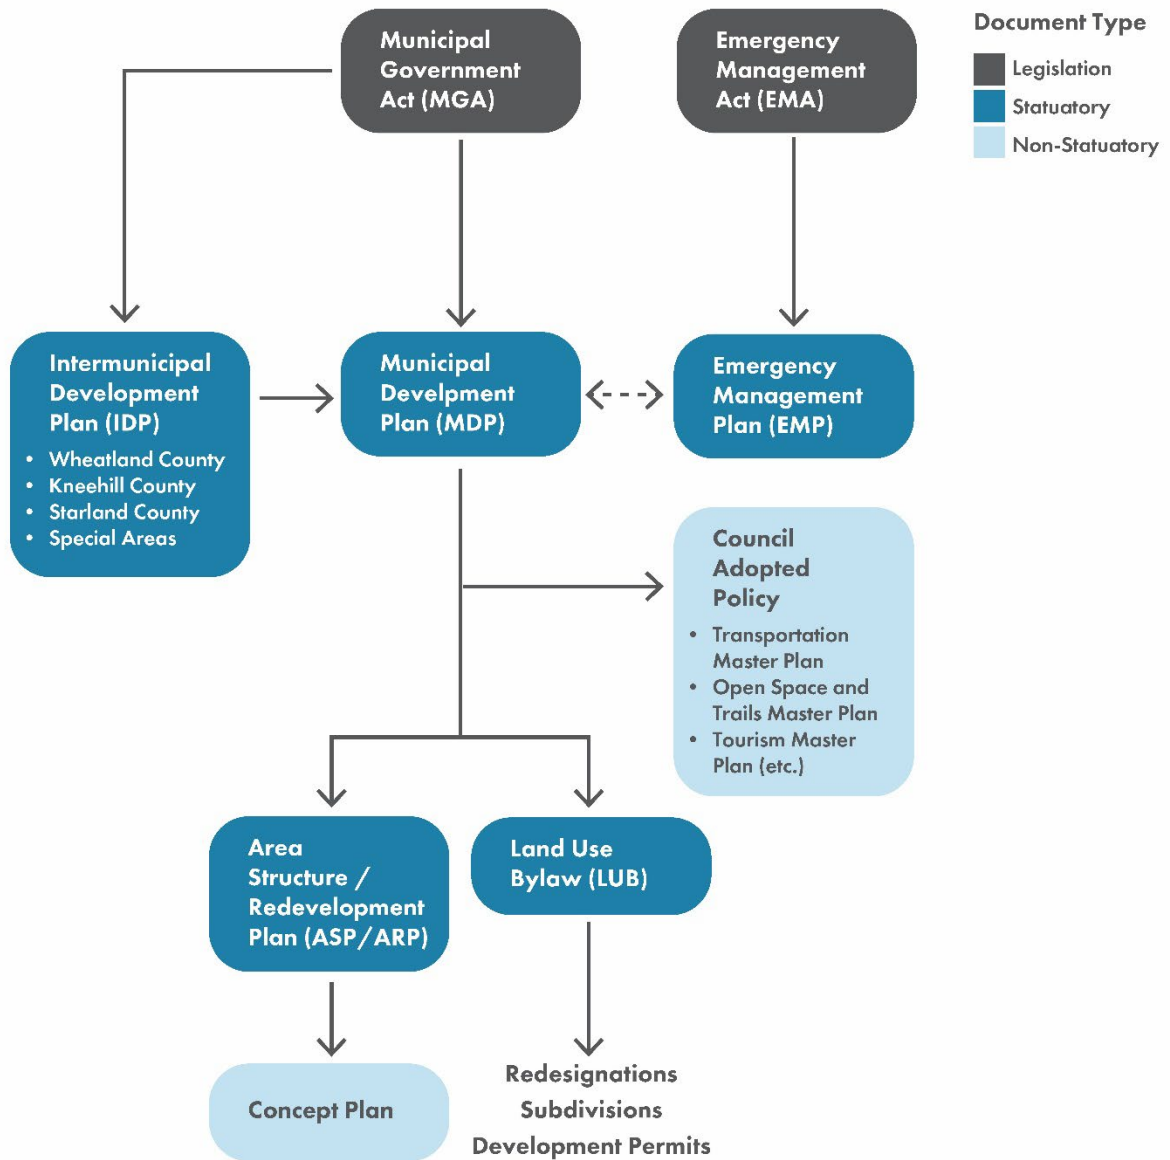 Municipal
Government
Act (MGA)
Emergency
Management
Act (EMA)
Document Type
Legislation
Statuatory
Non-Statuatory
Intermunicipal
Development
Plan (IDP)
• Wheatland County
• Kneehill County
• Starland County
• Special Areas
Municipal
Develpment
Plan (MDP)
Emergency
Management
Plan (EMP)
Council
Adopted
Policy
• Transportation
Master Plan
• Open Space and
Trails Master Plan
• Tourism Master
Plan (etc.)
Area
Structure /
Redevelopment
Plan (ASP/ARP)
Land Use
Bylaw (LUB)
Concept Plan
Redesignations
Subdivisions
Development Permits